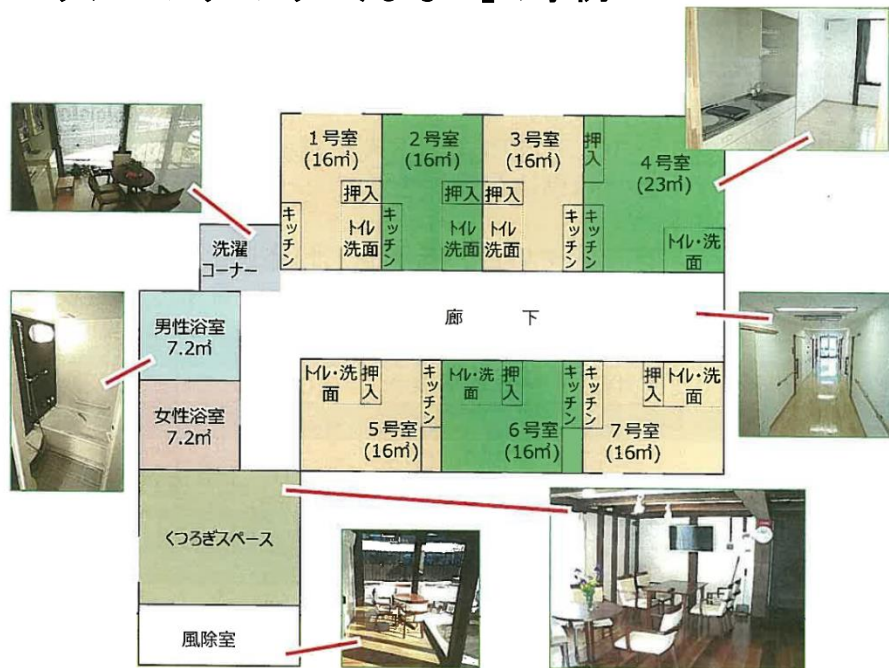 1号室
(16㎡)
2号室
(16㎡)
3号室
(16㎡)
押入
4号室
(23㎡)
押入
押入
押入
キッチン
トイレ
洗面
キッチン
トイレ
洗面
トイレ
洗面
キッチン
キッチン
トイレ・洗
面
洗濯
コーナー
廊 下
男性浴室
7.2㎡
女性浴室
7.2㎡
トイレ・洗
面
押入
キッチン
5号室
(16㎡)
トイレ・洗
面
押入
キッチン
6号室
(16㎡)
キッチン
押入
トイレ・洗
面
7号室
(16㎡)
くつろぎスペース
風除室